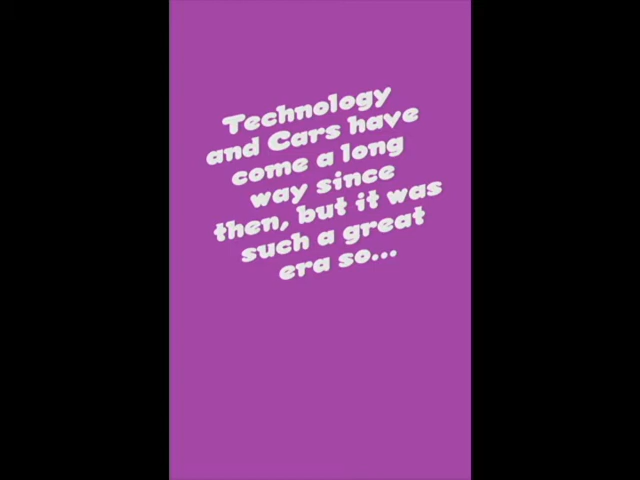 Technology
and Cars have
come a long
way since
then, but it was
such a great
era so...